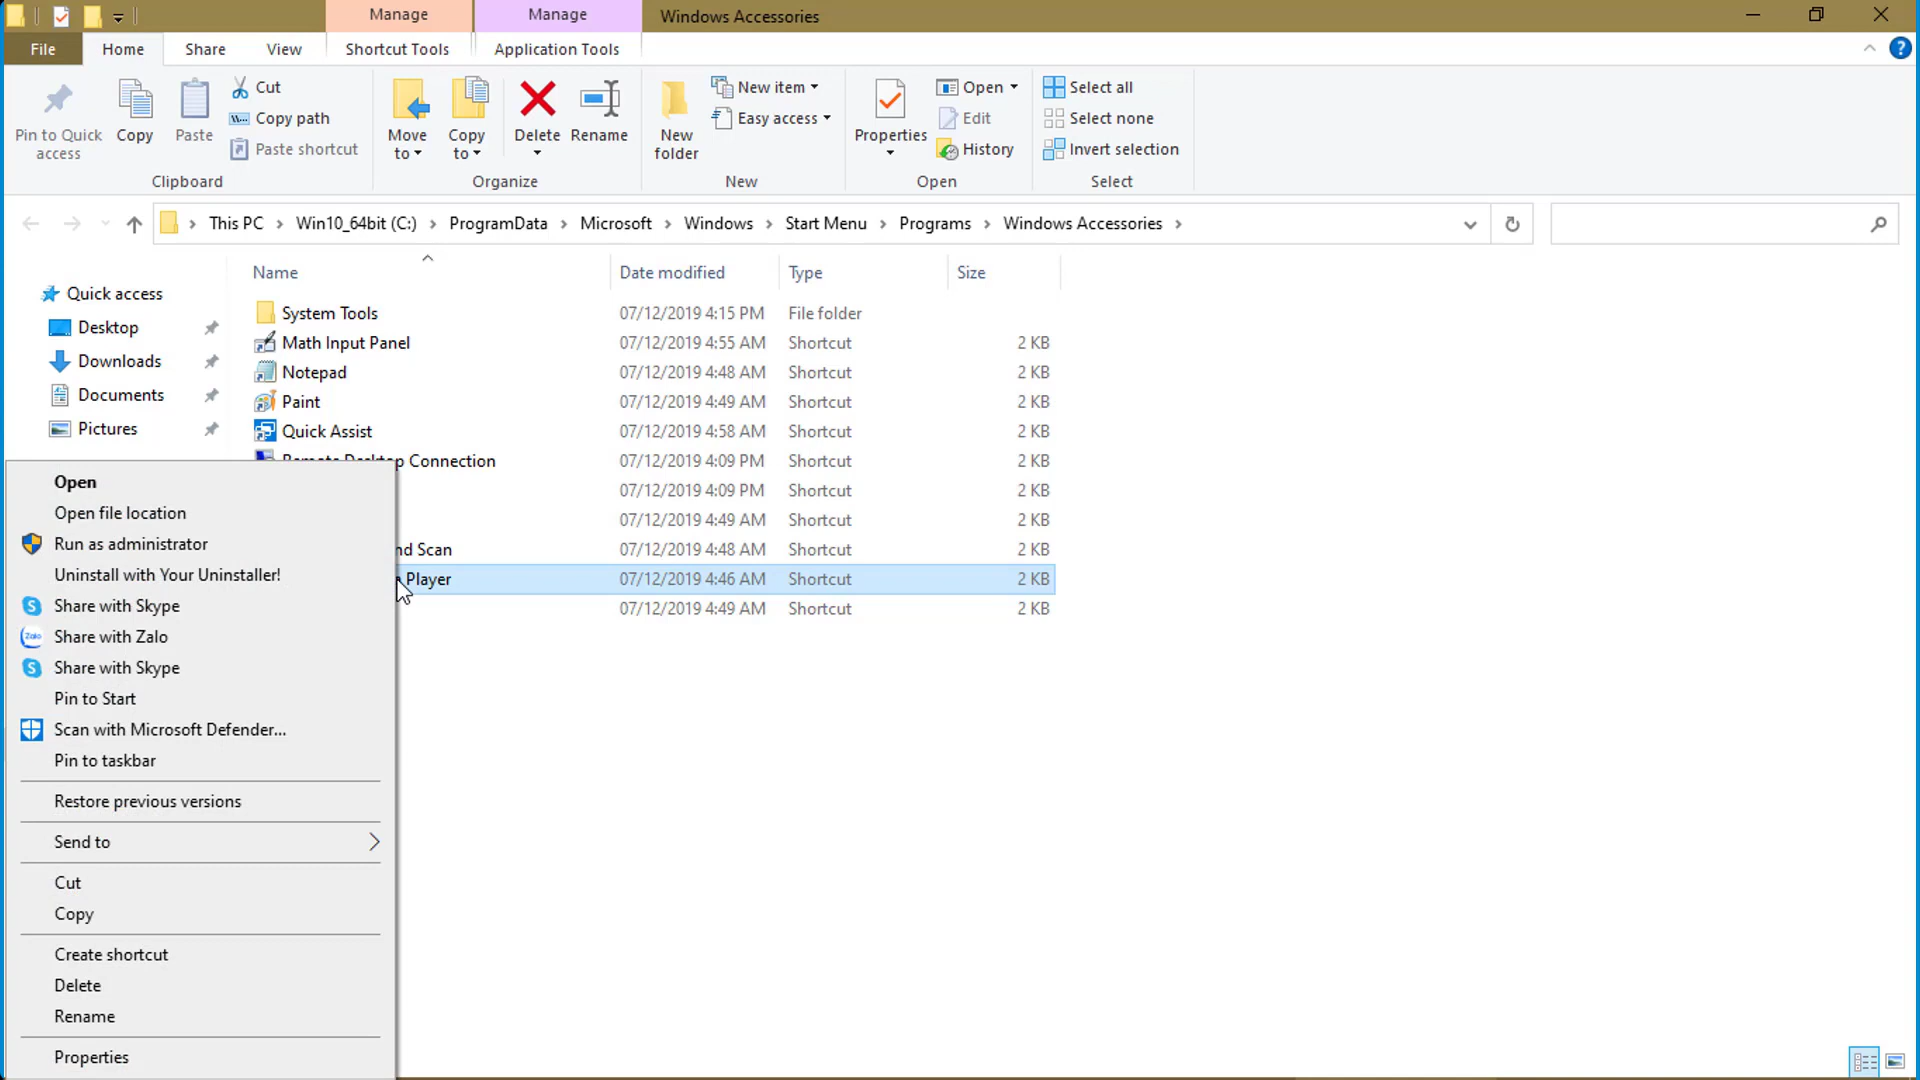 Manage
Manage
Windows Accessories
File
Home
Share
View
Shortcut Tools
Application Tools
?
Pin to Quick access
Copy
Paste
Cut
Copy path
Paste shortcut
Clipboard
Move to
Copy to
Delete
Rename
Organize
New folder
New item
Easy access
New
Properties
Open
Edit
History
Open
Select all
Select none
Invert selection
Select
This PC > Win10_64bit (C:) > ProgramData > Microsoft > Windows > Start Menu > Programs > Windows Accessories >
Name Date modified Type Size
Quick access
Desktop
Downloads
Documents
Pictures
System Tools 07/12/2019 4:15 PM File folder
Math Input Panel 07/12/2019 4:55 AM Shortcut 2 KB
Notepad 07/12/2019 4:48 AM Shortcut 2 KB
Paint 07/12/2019 4:49 AM Shortcut 2 KB
Quick Assist 07/12/2019 4:58 AM Shortcut 2 KB
Remote Desktop Connection 07/12/2019 4:09 PM Shortcut 2 KB
07/12/2019 4:09 PM Shortcut 2 KB
07/12/2019 4:49 AM Shortcut 2 KB
nd Scan 07/12/2019 4:48 AM Shortcut 2 KB
Player 07/12/2019 4:46 AM Shortcut 2 KB
07/12/2019 4:49 AM Shortcut 2 KB
Open
Open file location
Run as administrator
Uninstall with Your Uninstaller!
Share with Skype
Zalo
Share with Zalo
Share with Skype
Pin to Start
Scan with Microsoft Defender...
Pin to taskbar
Restore previous versions
Send to
Cut
Copy
Create shortcut
Delete
Rename
Properties